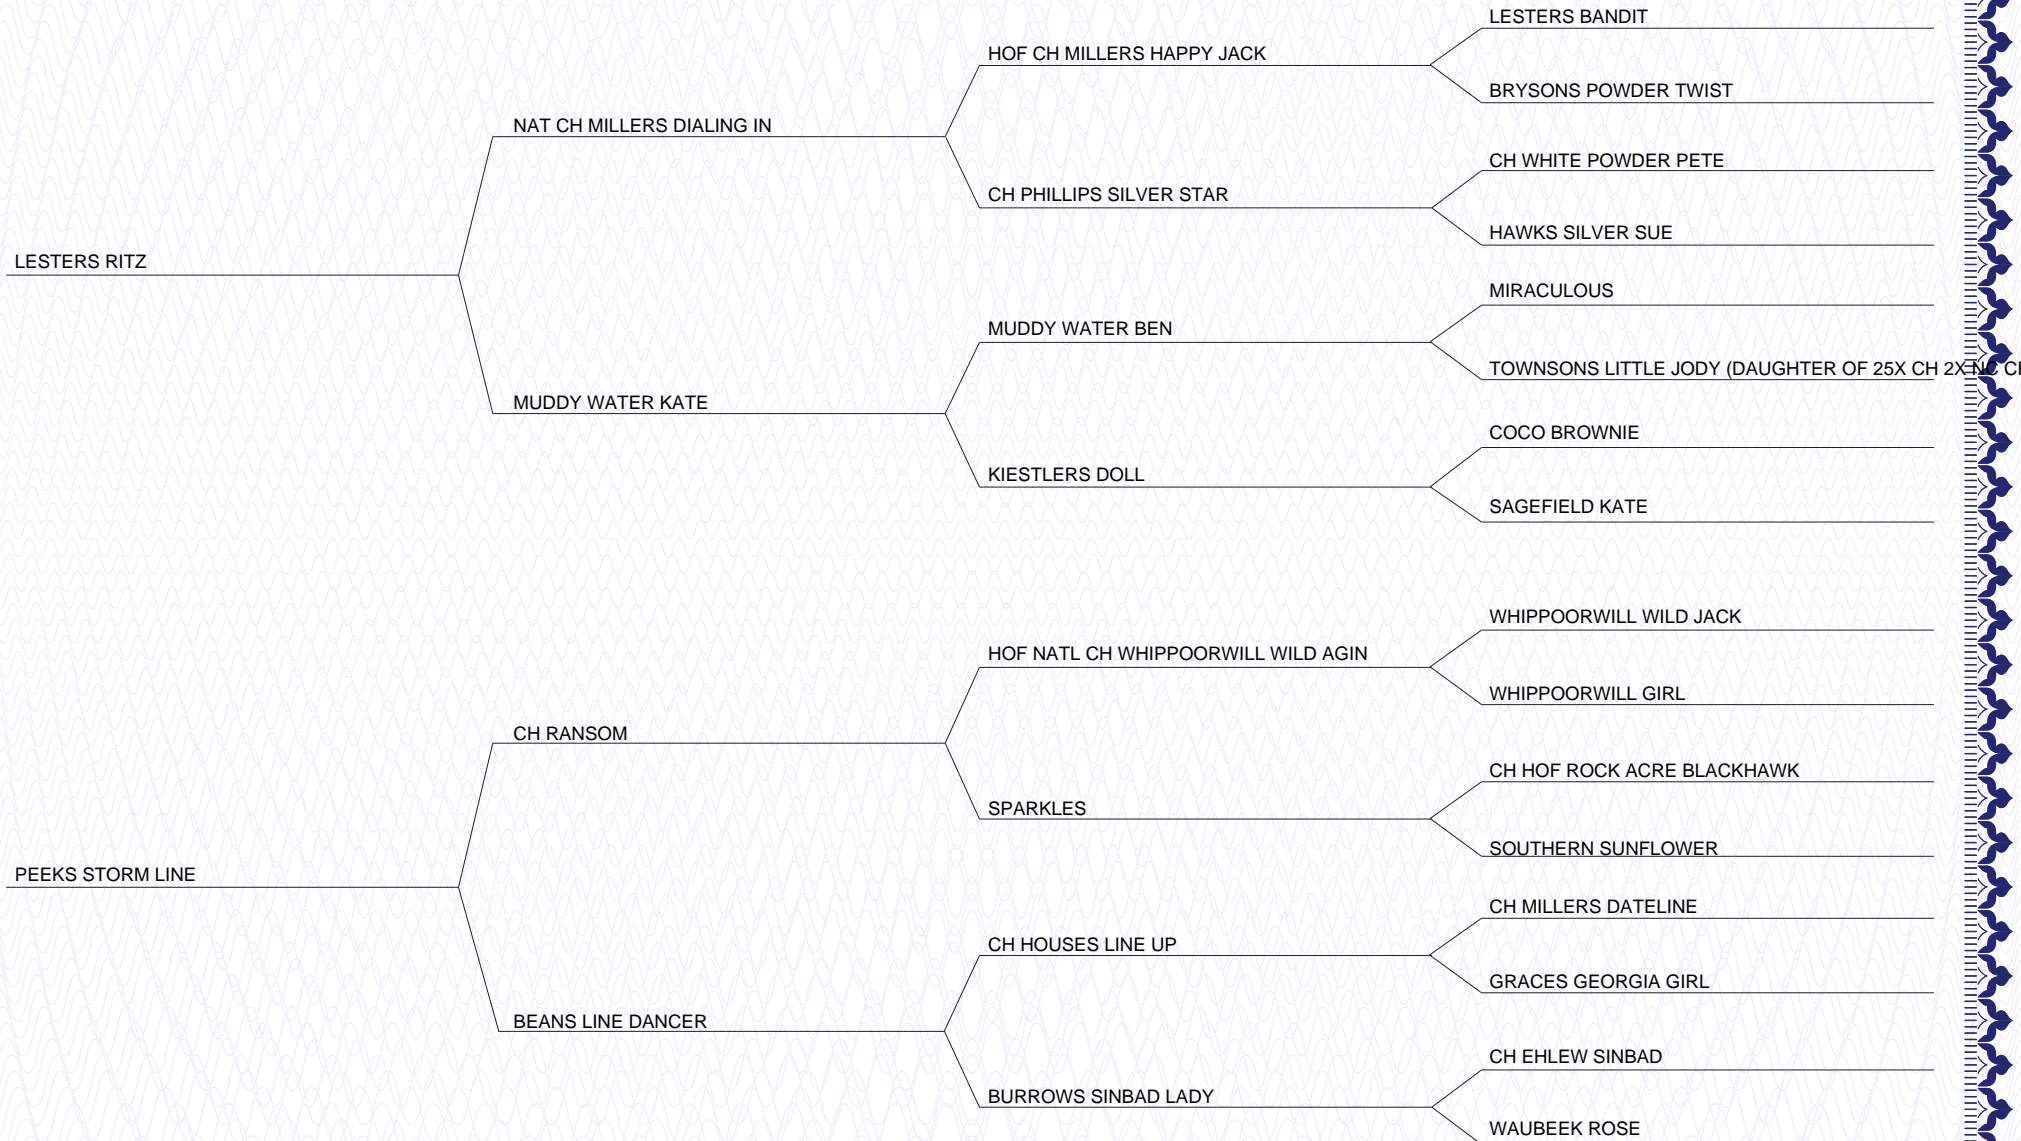 LESTERS BANDIT
HOF CH MILLERS HAPPY JACK
BRYSONS POWDER TWIST
NAT CH MILLERS DIALING IN
CH WHITE POWDER PETE
CH PHILLIPS SILVER STAR
HAWKS SILVER SUE
LESTERS RITZ
MIRACULOUS
MUDDY WATER BEN
TOWNSONS LITTLE JODY (DAUGHTER OF 25X CH 2X NC
MUDDY WATER KATE
COCO BROWNIE
KIESTLERS DOLL
SAGEFIELD KATE
WHIPPOORWILL WILD JACK
HOF NATL CH WHIPPOORWILL WILD AGIN
WHIPPOORWILL GIRL
CH RANSOM
CH HOF ROCK ACRE BLACKHAWK
SPARKLES
SOUTHERN SUNFLOWER
PEEKS STORM LINE
CH MILLERS DATELINE
CH HOUSES LINE UP
GRACES GEORGIA GIRL
BEANS LINE DANCER
CH EHLEW SINBAD
BURROWS SINBAD LADY
WAUBEEK ROSE